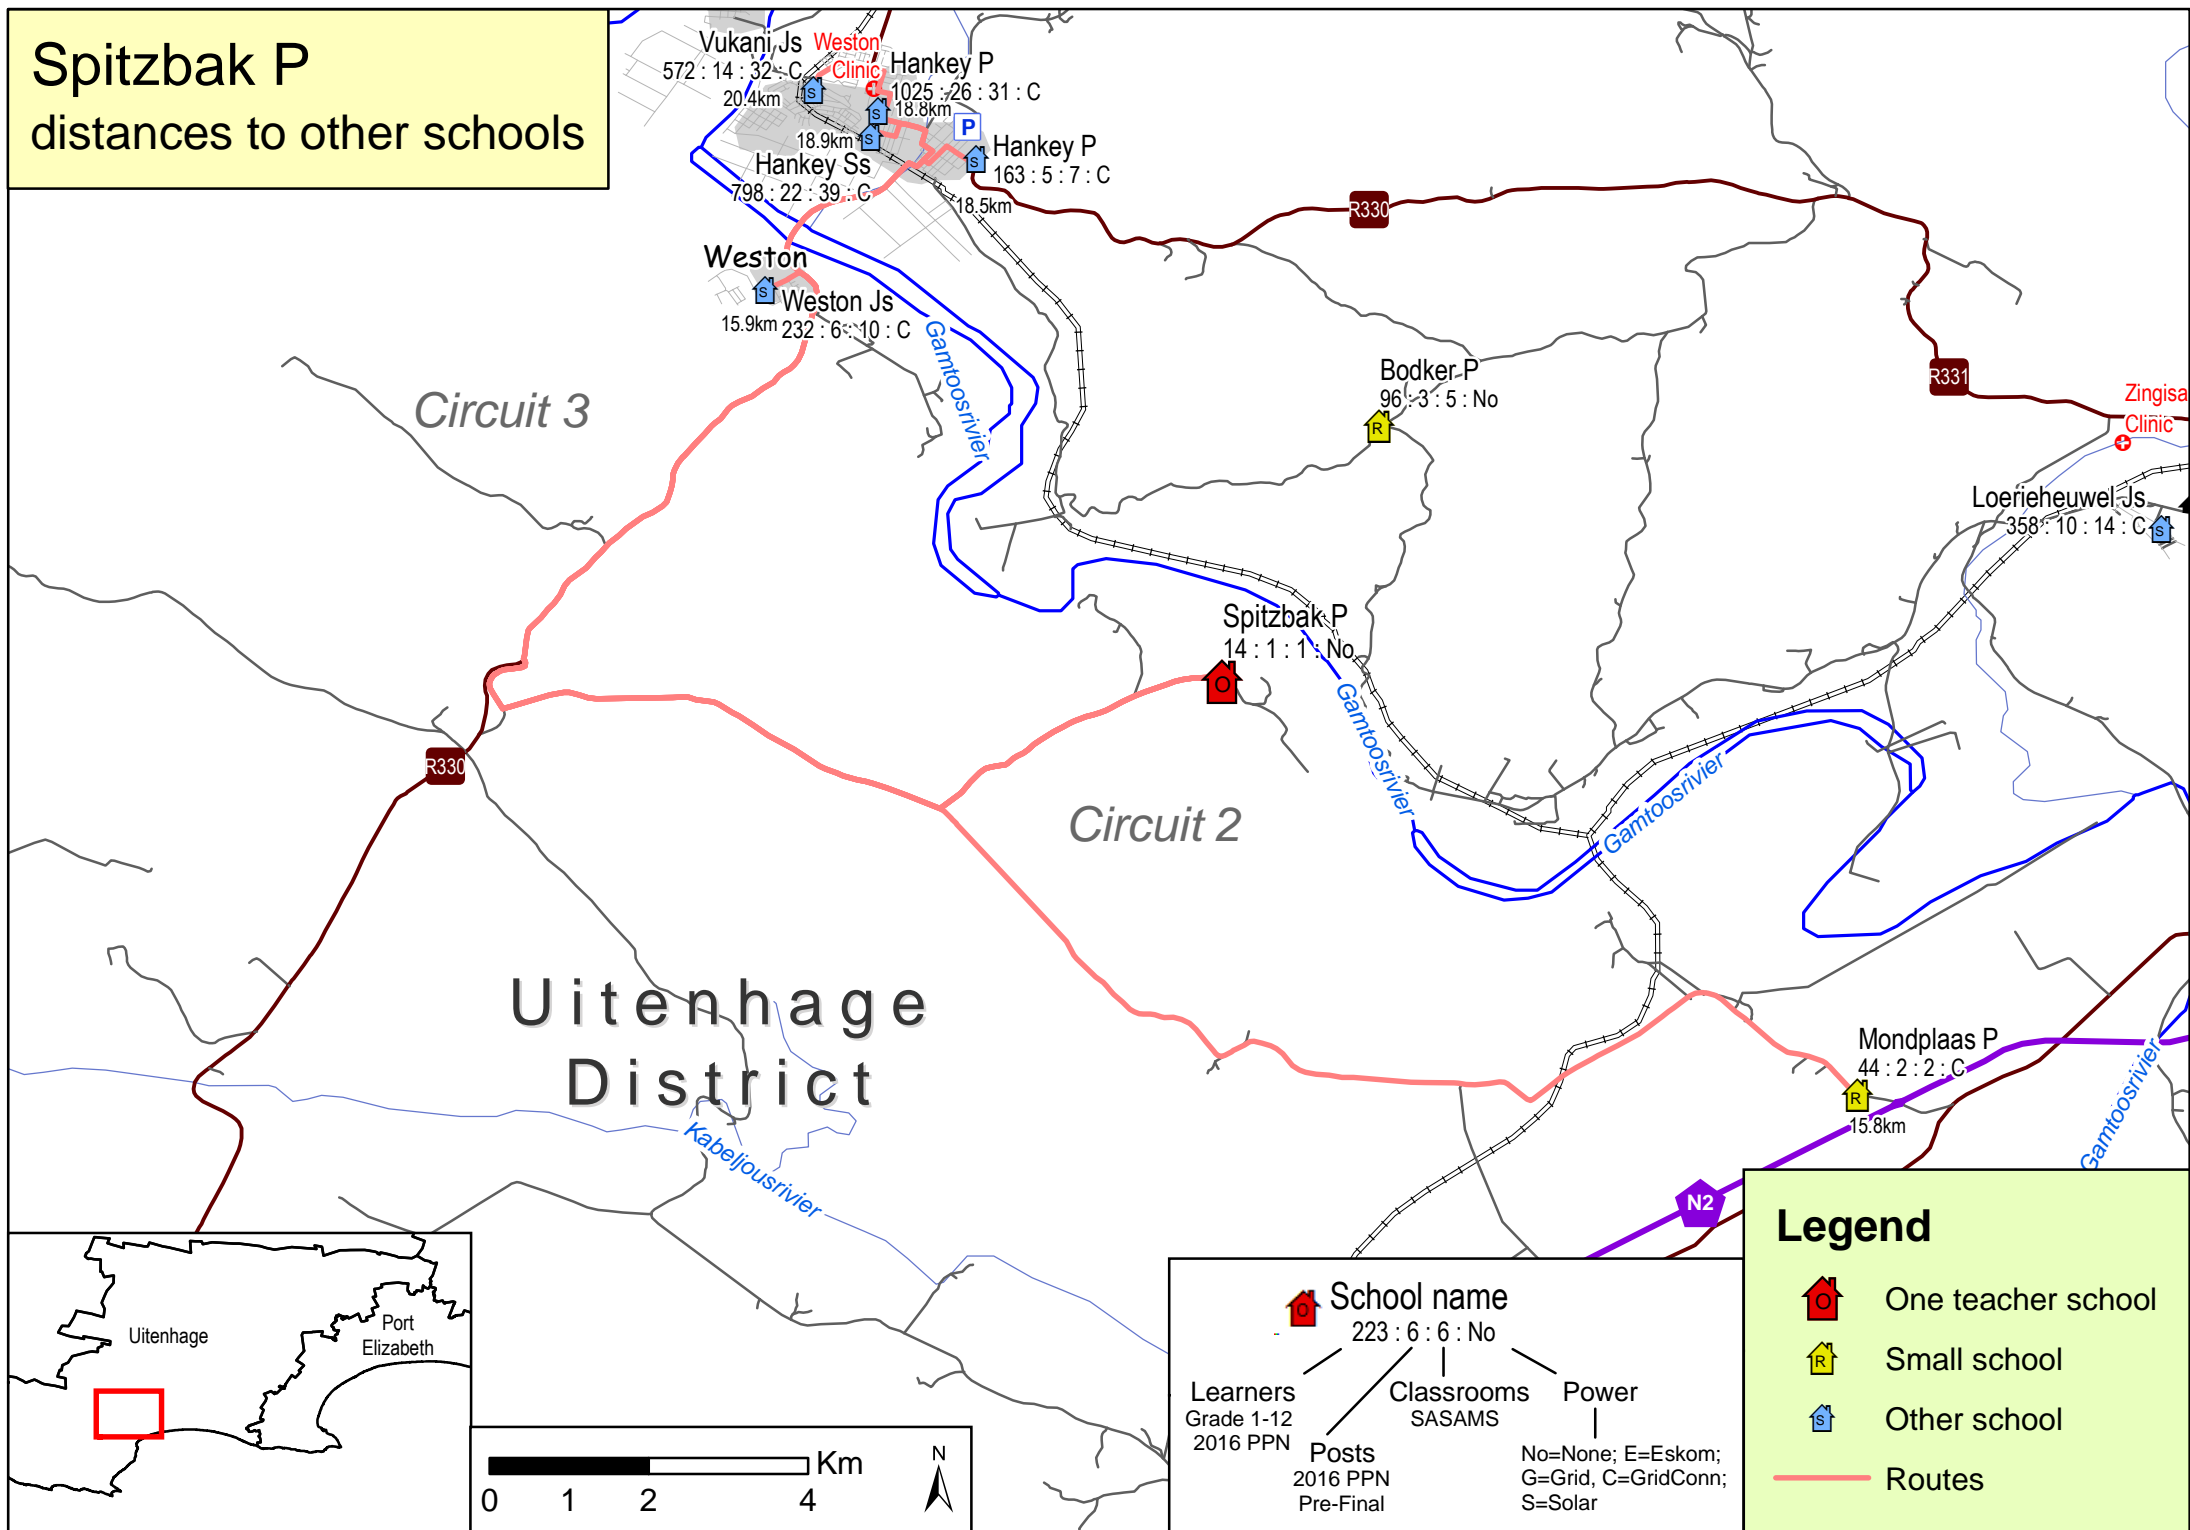 Spitzbak P
distances to other schools
Vukani Js
572 : 14 : 32 : C
20.4km
Weston
Clinic
Hankey P
1025 : 26 : 31 : C
18.8km
P
18.9km
Hankey Ss
798 : 22 : 39 : C
Hankey P
163 : 5 : 7 : C
18.5km
R330
Weston
Weston Js
15.9km
232 : 6 : 10 : C
Gamtoosrivier
Circuit 3
Bodker P
96 : 3 : 5 : No
R
R331
Zingisa
Clinic
Loerieheuwel Js
358 : 10 : 14 : C
S
S
S
S
S
S
Spitzbak P
14 : 1 : 1 : No
O
Gamtoosrivier
Gamtoosrivier
R330
Circuit 2
Uitenhage
District
Kabeljousrivier
Mondplaas P
44 : 2 : 2 : C
R
15.8km
Gamtoosrivier
N2
Uitenhage
Port
Elizabeth
Km
0 1 2 4
N
O
School name
223 : 6 : 6 : No
Learners
Grade 1-12
2016 PPN
Posts
2016 PPN
Pre-Final
Classrooms
SASAMS
Power
No=None; E=Eskom;
G=Grid, C=GridConn;
S=Solar
Legend
O One teacher school
R Small school
S Other school
Routes